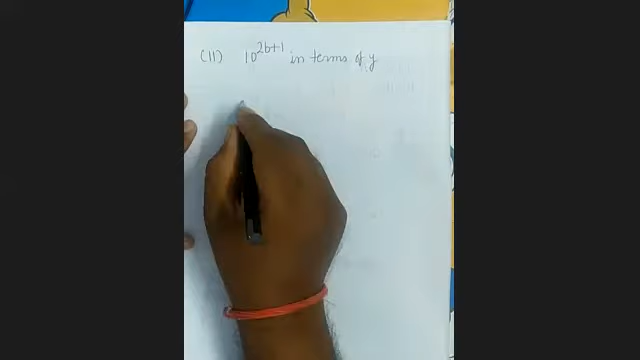 (II) 10^{2b+1} in terms of y